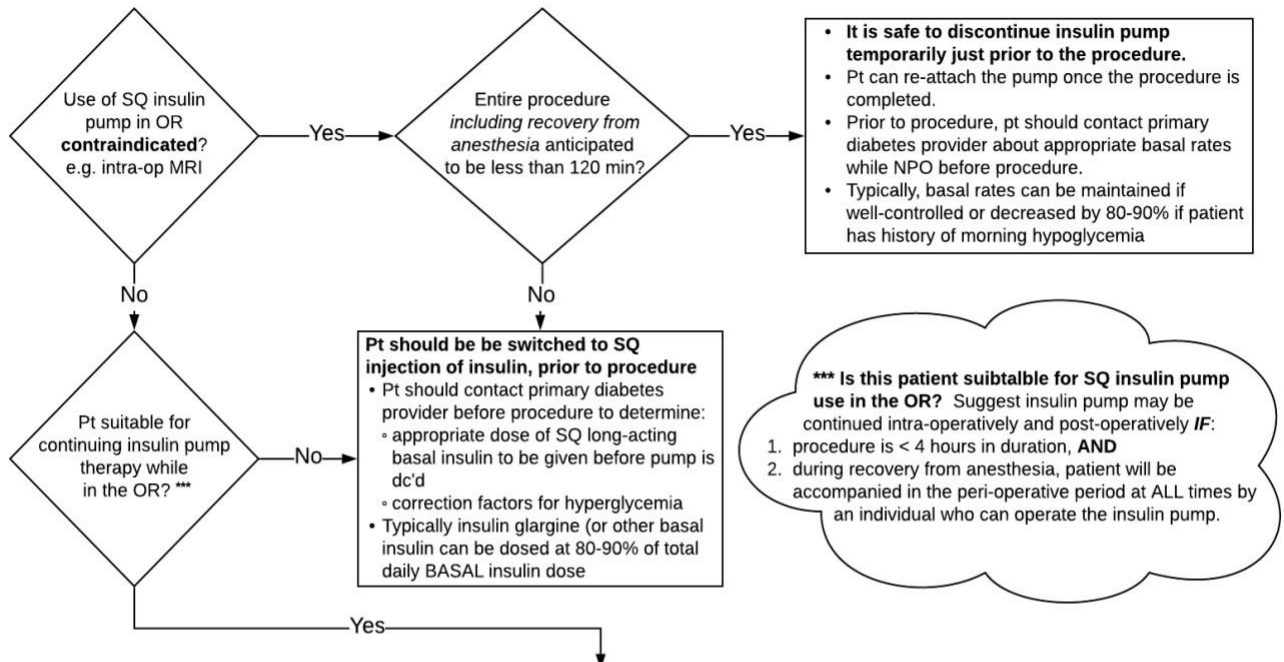 Use of SQ insulin
pump in OR
contraindicated?
e.g. intra-op MRI
Yes
Entire procedure
including recovery from
anesthesia anticipated
to be less than 120 min?
Yes
• It is safe to discontinue insulin pump
temporarily just prior to the procedure.
• Pt can re-attach the pump once the procedure is
completed.
• Prior to procedure, pt should contact primary
diabetes provider about appropriate basal rates
while NPO before procedure.
• Typically, basal rates can be maintained if
well-controlled or decreased by 80-90% if patient
has history of morning hypoglycemia
No
No
Pt suitable for
continuing insulin pump
therapy while
in the OR? ***
No
Pt should be be switched to SQ
injection of insulin, prior to procedure
• Pt should contact primary diabetes
provider before procedure to determine:
◦ appropriate dose of SQ long-acting
basal insulin to be given before pump is
dc'd
◦ correction factors for hyperglycemia
• Typically insulin glargine (or other basal
insulin can be dosed at 80-90% of total
daily BASAL insulin dose
*** Is this patient suibtalble for SQ insulin pump
use in the OR? Suggest insulin pump may be
continued intra-operatively and post-operatively IF:
1. procedure is < 4 hours in duration, AND
2. during recovery from anesthesia, patient will be
accompanied in the peri-operative period at ALL times by
an individual who can operate the insulin pump.
Yes